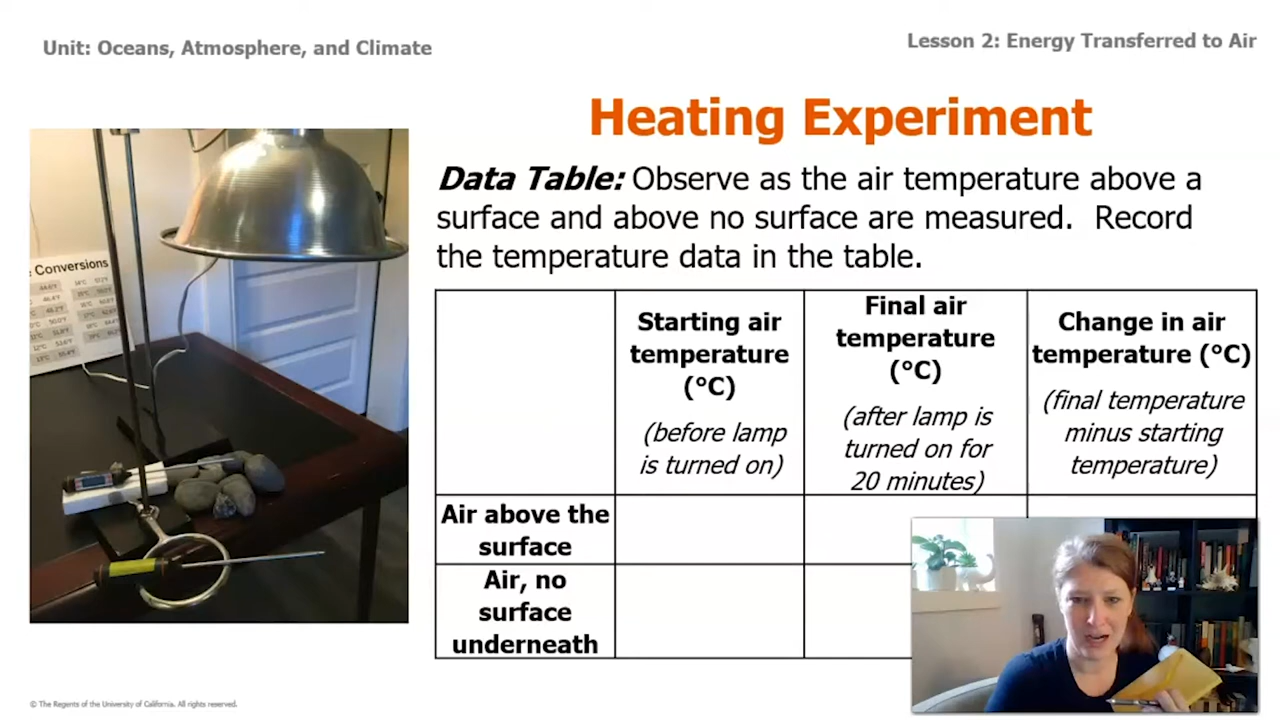 Unit: Oceans, Atmosphere, and Climate
Lesson 2: Energy Transferred to Air
Heating Experiment
Data Table: Observe as the air temperature above a
surface and above no surface are measured. Record
the temperature data in the table.
Starting air
temperature
(°C)
(before lamp
is turned on)
Final air
temperature
(°C)
(after lamp is
turned on for
20 minutes)
Change in air
temperature (°C)
(final temperature
minus starting
temperature)
Air above the
surface
Air, no
surface
underneath
Conversions
© The Regents of the University of California. All rights reserved.